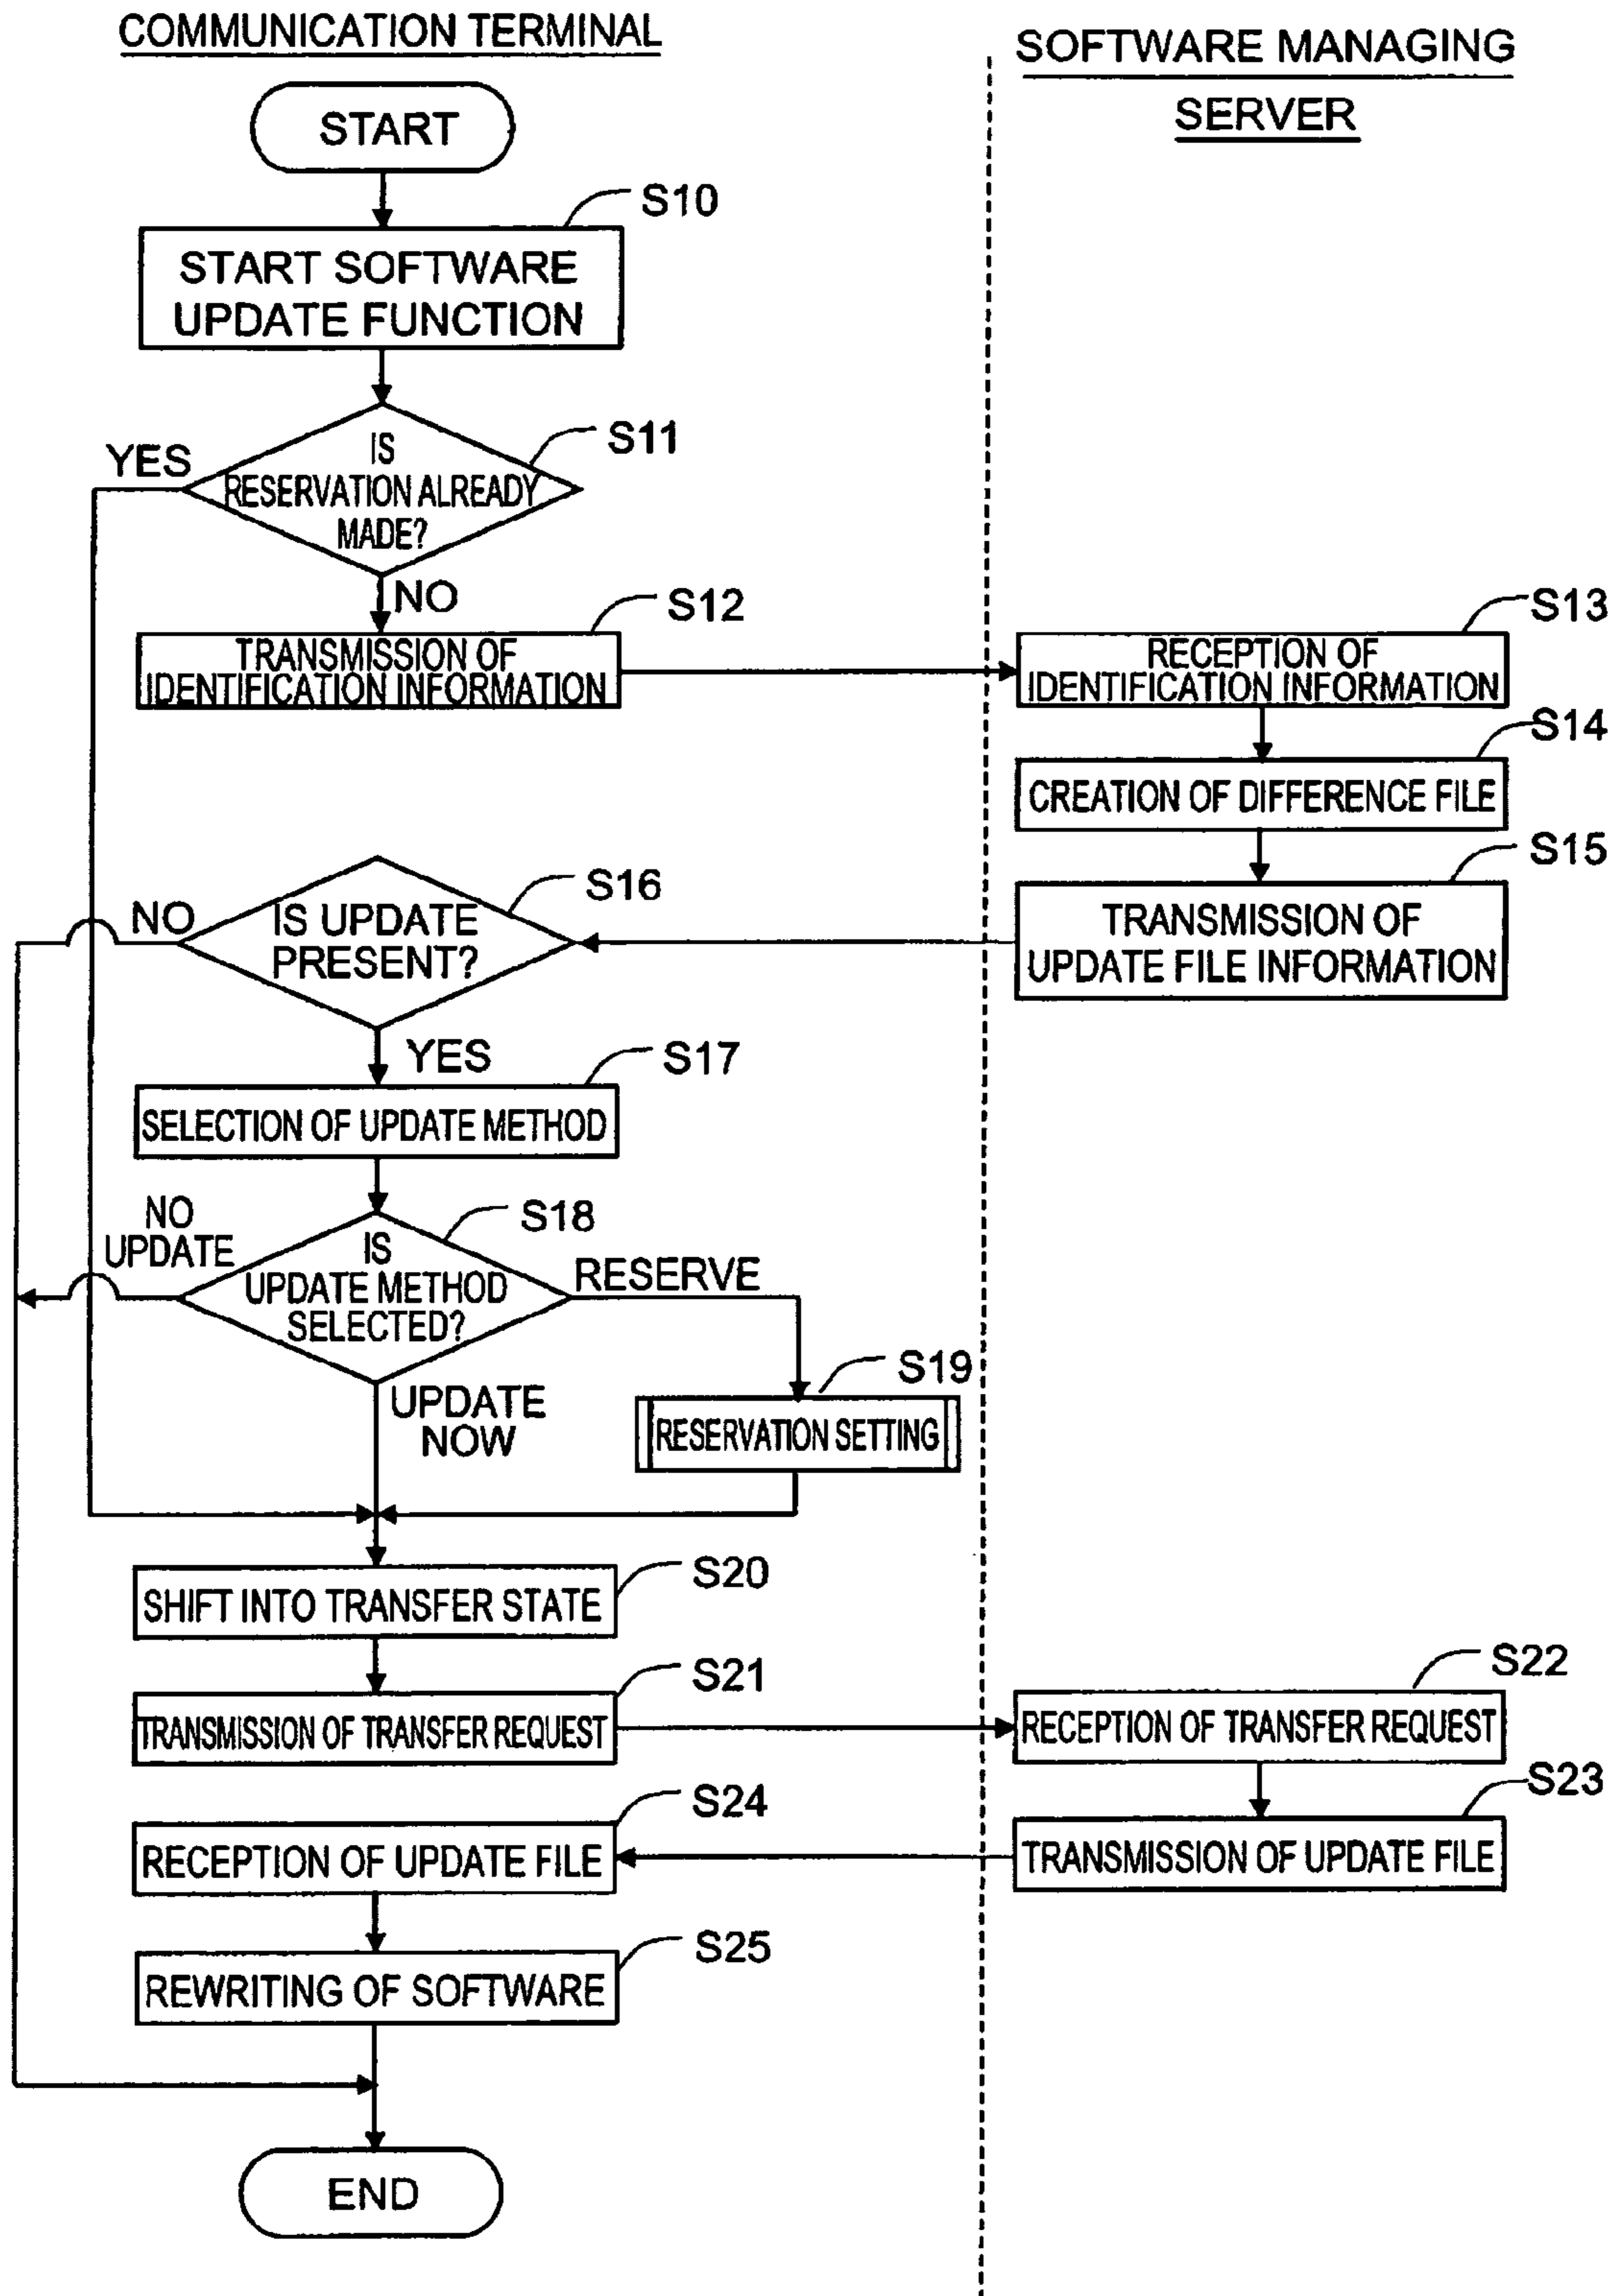 COMMUNICATION TERMINAL
SOFTWARE MANAGING
SERVER
START
S10
START SOFTWARE
UPDATE FUNCTION
S11
YES
IS
RESERVATION ALREADY
MADE?
NO
S12
TRANSMISSION OF
IDENTIFICATION INFORMATION
S13
RECEPTION OF
IDENTIFICATION INFORMATION
S14
CREATION OF DIFFERENCE FILE
S15
TRANSMISSION OF
UPDATE FILE INFORMATION
S16
NO
IS UPDATE
PRESENT?
YES
S17
SELECTION OF UPDATE METHOD
NO
UPDATE
S18
IS
UPDATE METHOD
SELECTED?
RESERVE
S19
RESERVATION SETTING
UPDATE
NOW
S20
SHIFT INTO TRANSFER STATE
S21
TRANSMISSION OF TRANSFER REQUEST
S22
RECEPTION OF TRANSFER REQUEST
S23
TRANSMISSION OF UPDATE FILE
S24
RECEPTION OF UPDATE FILE
S25
REWRITING OF SOFTWARE
END